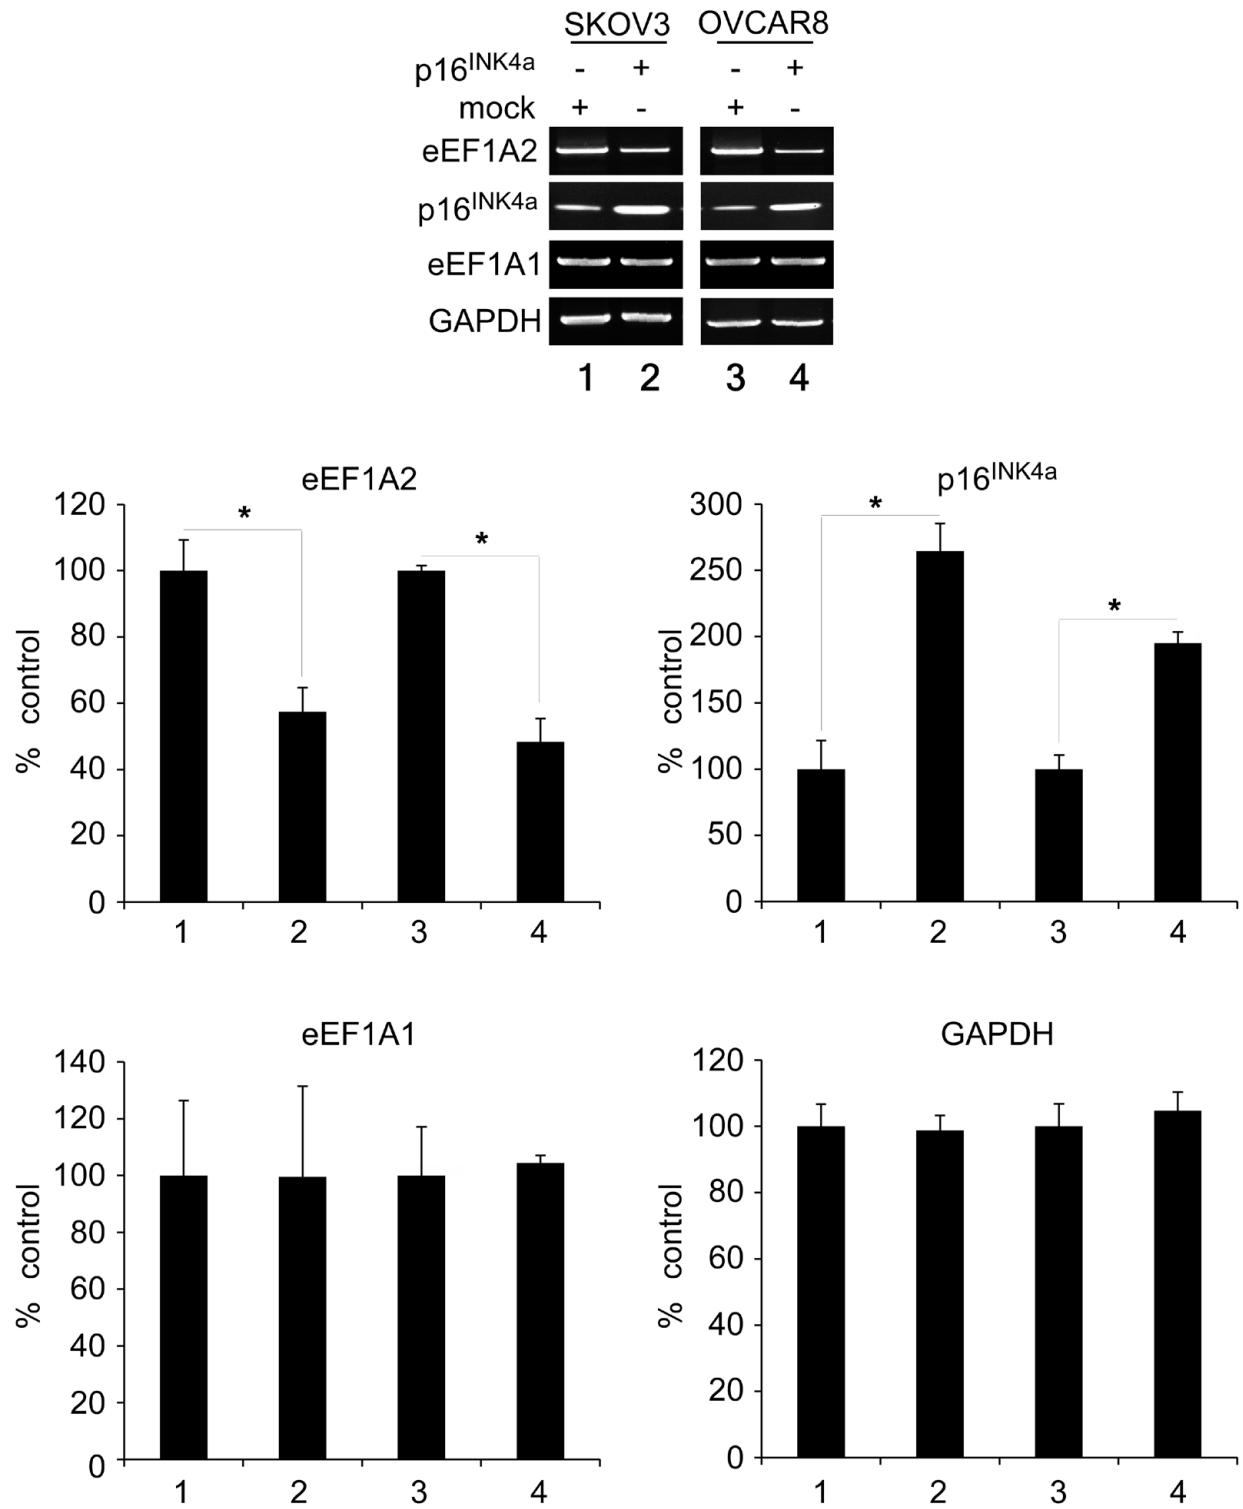 SKOV3 OVCAR8
p16INK4a - + - +
mock + - + -
eEF1A2
p16INK4a
eEF1A1
GAPDH
1 2 3 4
eEF1A2
120
100
80
60
40
20
0
% control
* *
1 2 3 4
p16INK4a
300
250
200
150
100
50
0
% control
* *
1 2 3 4
eEF1A1
140
120
100
80
60
40
20
0
% control
1 2 3 4
GAPDH
120
100
80
60
40
20
0
% control
1 2 3 4